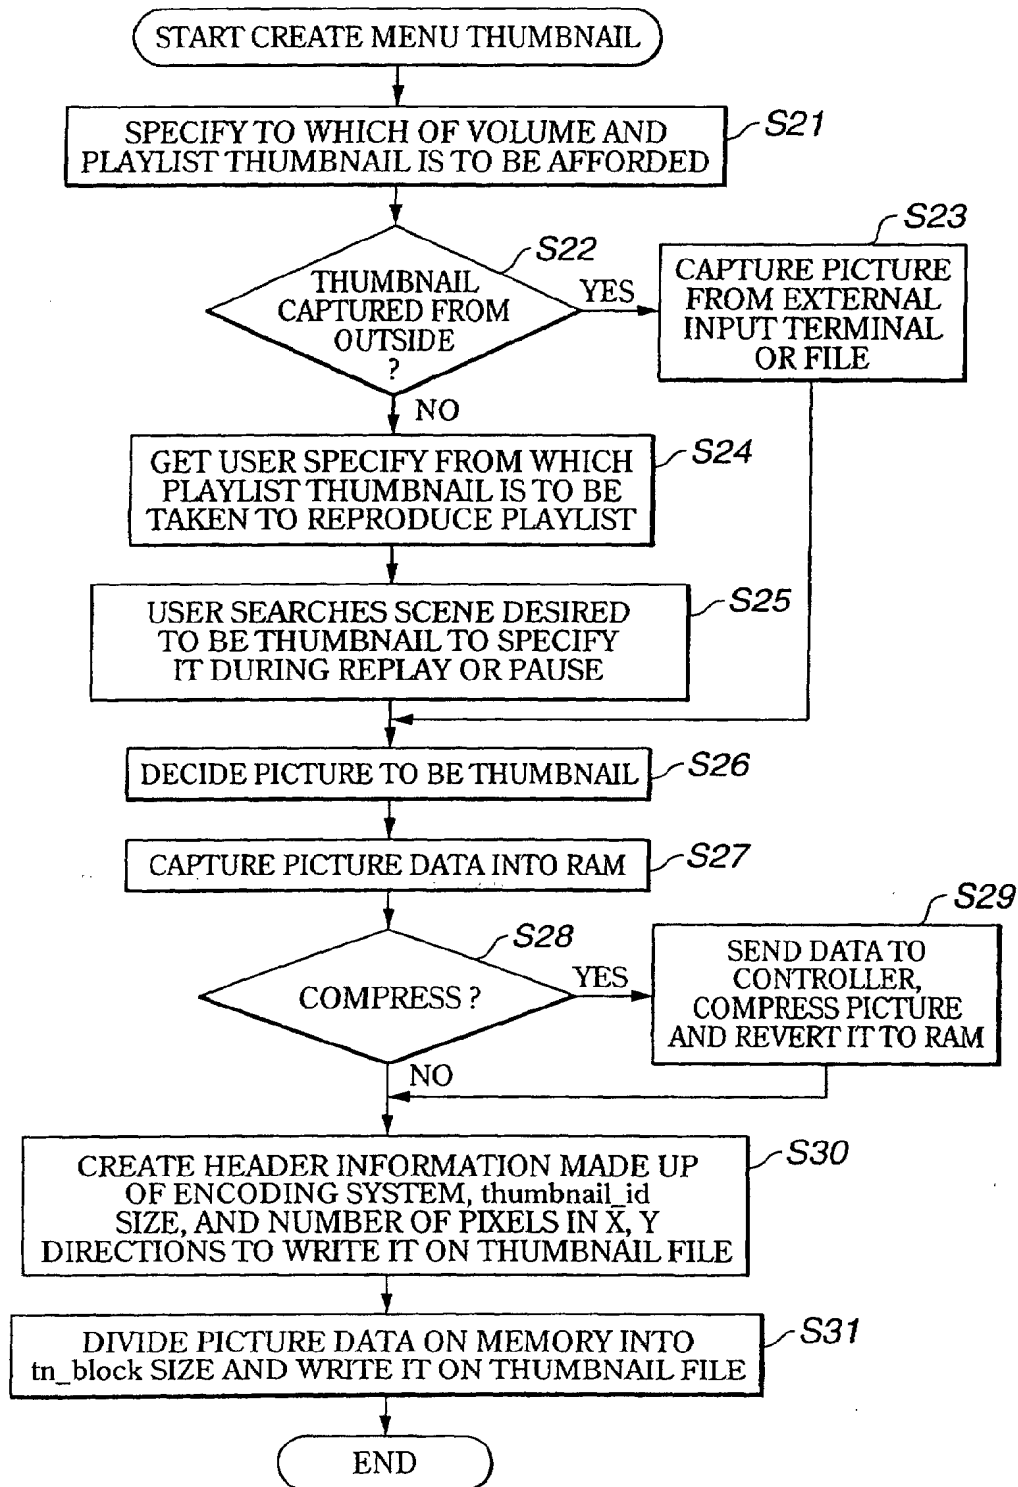 START CREATE MENU THUMBNAIL
SPECIFY TO WHICH OF VOLUME AND
PLAYLIST THUMBNAIL IS TO BE AFFORDED
S21
THUMBNAIL
CAPTURED FROM
OUTSIDE
?
S22
YES
NO
CAPTURE PICTURE
FROM EXTERNAL
INPUT TERMINAL
OR FILE
S23
GET USER SPECIFY FROM WHICH
PLAYLIST THUMBNAIL IS TO BE
TAKEN TO REPRODUCE PLAYLIST
S24
USER SEARCHES SCENE DESIRED
TO BE THUMBNAIL TO SPECIFY
IT DURING REPLAY OR PAUSE
S25
DECIDE PICTURE TO BE THUMBNAIL
S26
CAPTURE PICTURE DATA INTO RAM
S27
COMPRESS ?
S28
YES
NO
SEND DATA TO
CONTROLLER,
COMPRESS PICTURE
AND REVERT IT TO RAM
S29
CREATE HEADER INFORMATION MADE UP
OF ENCODING SYSTEM, thumbnail_id
SIZE, AND NUMBER OF PIXELS IN X, Y
DIRECTIONS TO WRITE IT ON THUMBNAIL FILE
S30
DIVIDE PICTURE DATA ON MEMORY INTO
tn_block SIZE AND WRITE IT ON THUMBNAIL FILE
S31
END